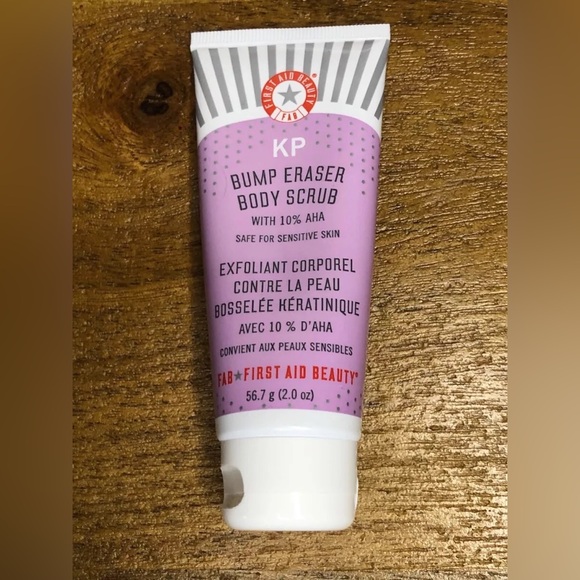 FIRST AID BEAUTY®
FAB
KP
BUMP ERASER
BODY SCRUB
WITH 10% AHA
SAFE FOR SENSITIVE SKIN
EXFOLIANT CORPOREL
CONTRE LA PEAU
BOSSELÉE KÉRATINIQUE
AVEC 10 % D'AHA
CONVIENT AUX PEAUX SENSIBLES
FAB★FIRST AID BEAUTY®
56.7 g (2.0 oz)